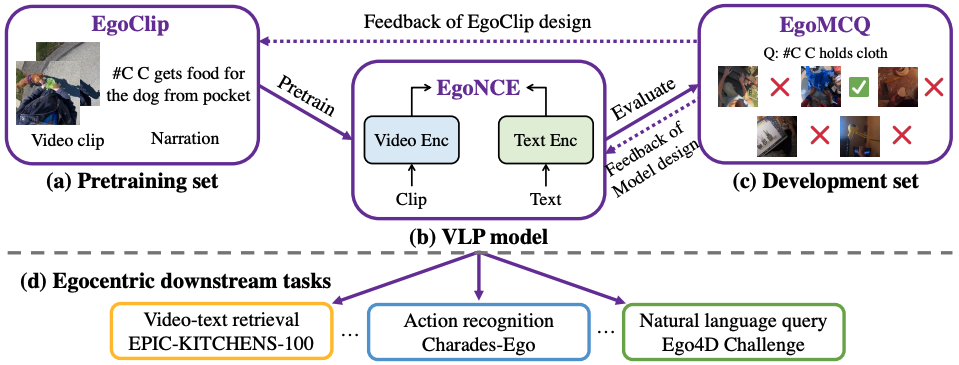 Feedback of EgoClip design
EgoClip
#C C gets food for
the dog from pocket
Video clip
Narration
(a) Pretraining set
Pretrain
EgoNCE
Video Enc
Text Enc
Clip
Text
(b) VLP model
Evaluate
Feedback of
Model design
EgoMCQ
Q: #C C holds cloth
(c) Development set
(d) Egocentric downstream tasks
Video-text retrieval
EPIC-KITCHENS-100
...
Action recognition
Charades-Ego
...
Natural language query
Ego4D Challenge